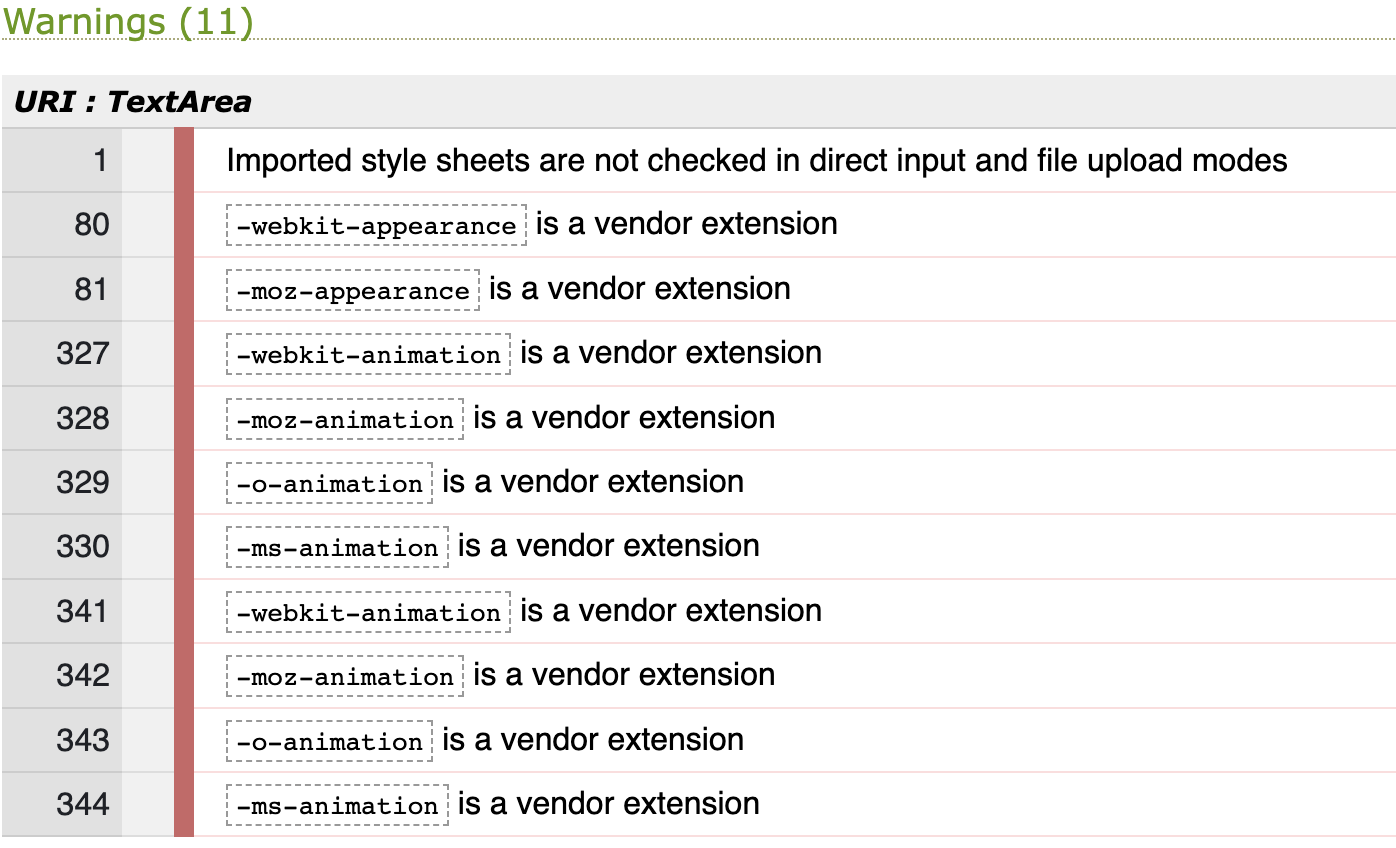 Warnings (11)
URI : TextArea
1 Imported style sheets are not checked in direct input and file upload modes
80 -webkit-appearance is a vendor extension
81 -moz-appearance is a vendor extension
327 -webkit-animation is a vendor extension
328 -moz-animation is a vendor extension
329 -o-animation is a vendor extension
330 -ms-animation is a vendor extension
341 -webkit-animation is a vendor extension
342 -moz-animation is a vendor extension
343 -o-animation is a vendor extension
344 -ms-animation is a vendor extension